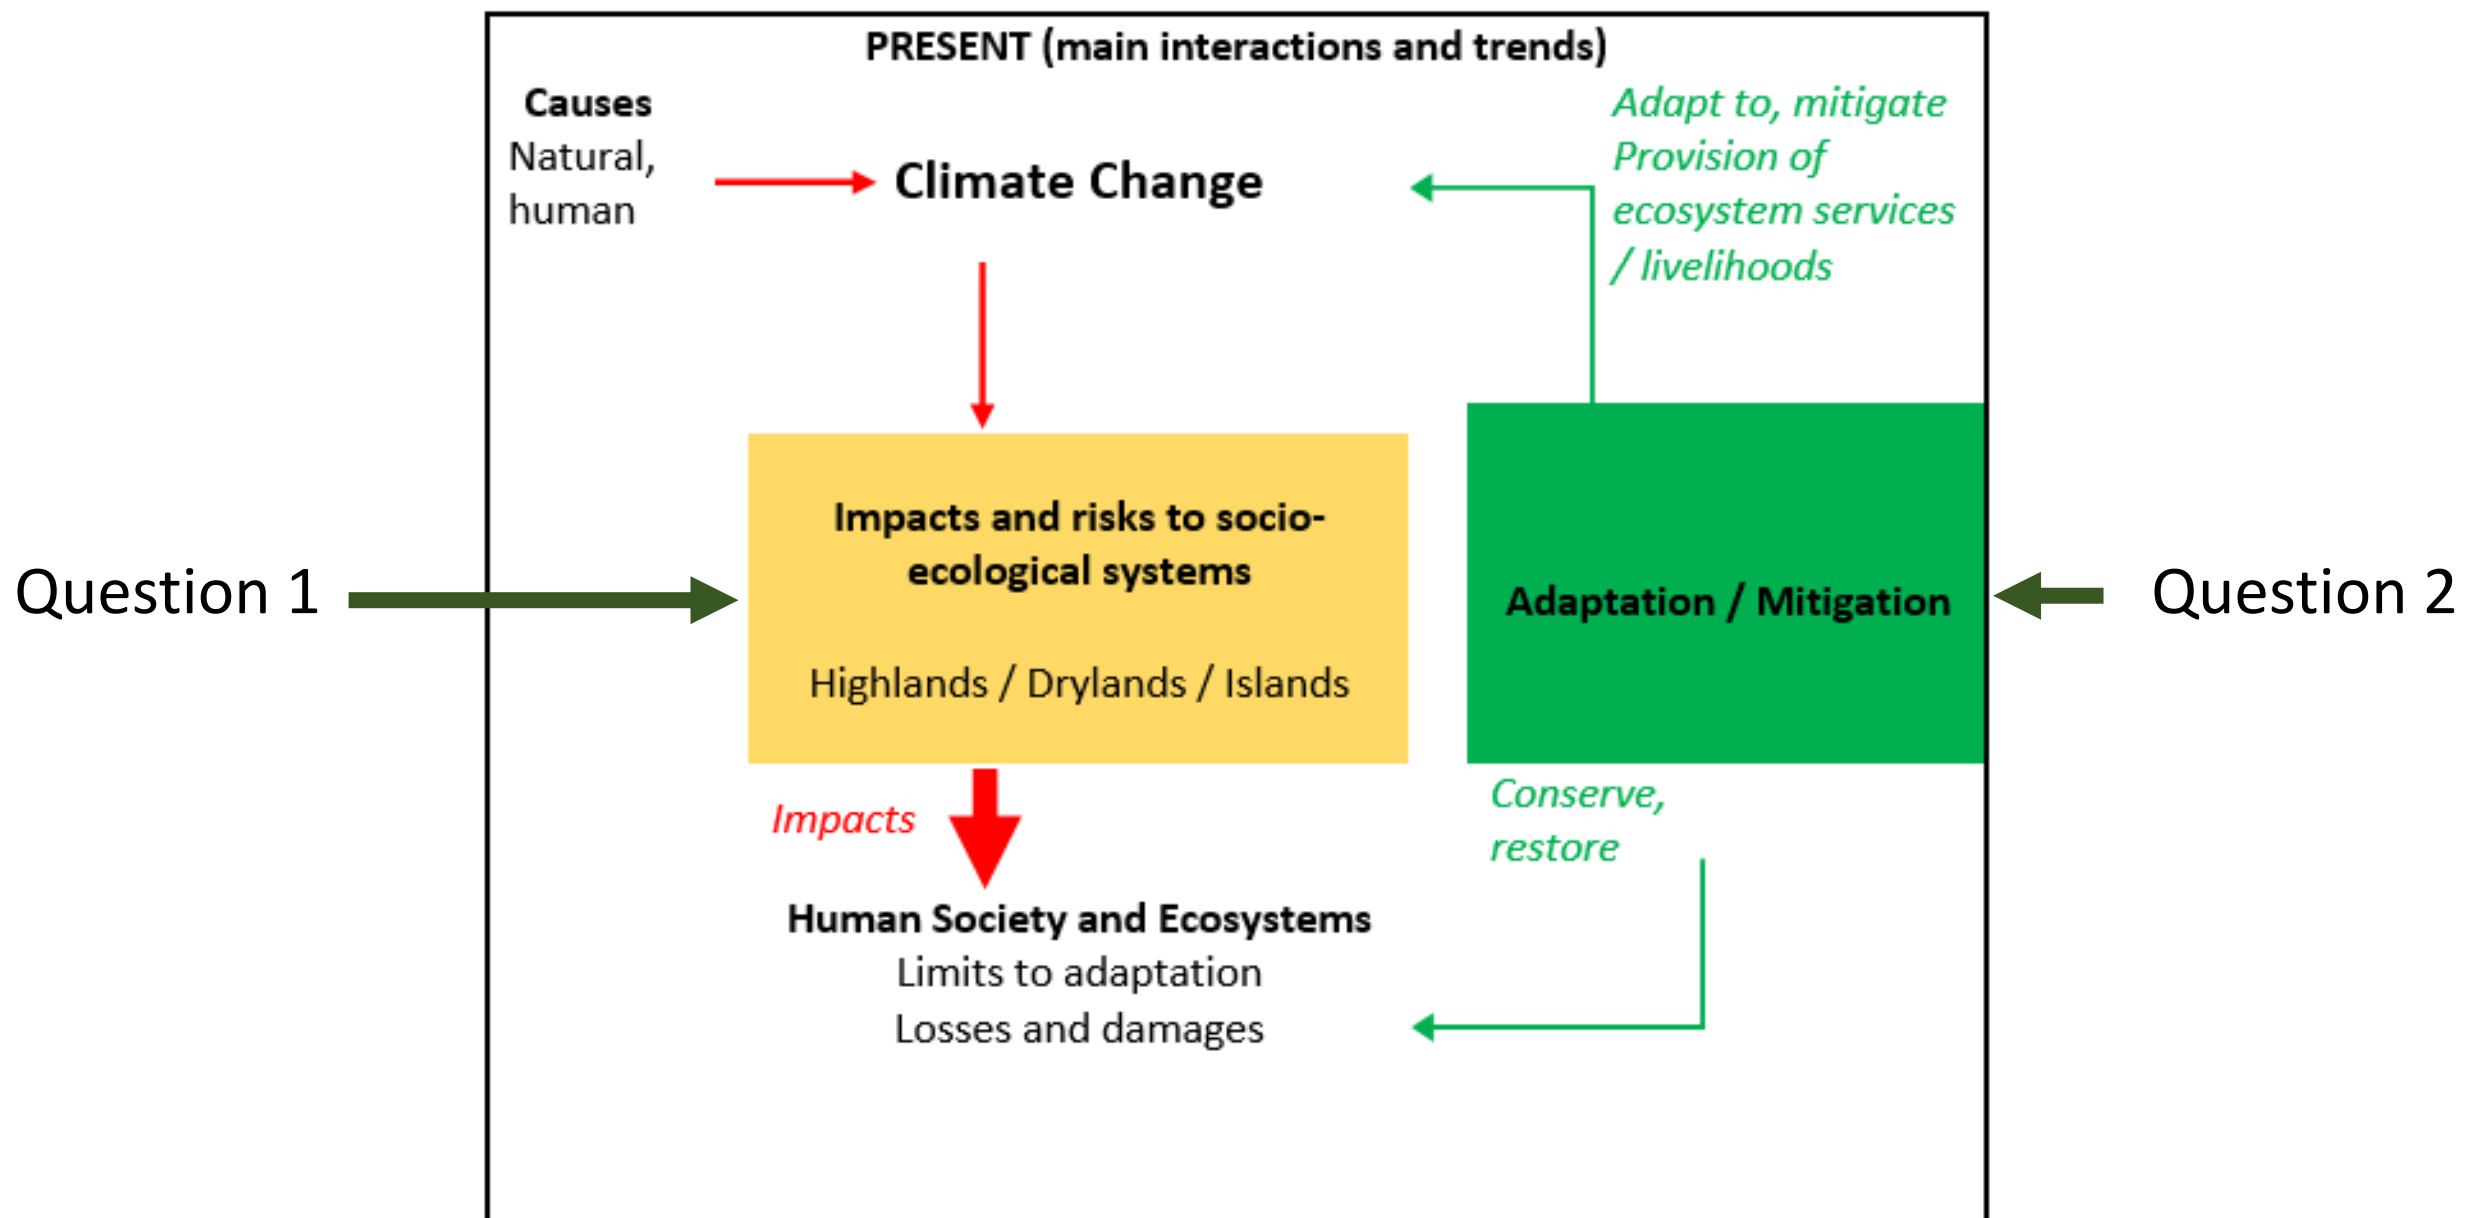 PRESENT (main interactions and trends)
Causes
Natural,
human
Climate Change
Adapt to, mitigate
Provision of
ecosystem services
/ livelihoods
Question 1
Impacts and risks to socio-
ecological systems
Highlands / Drylands / Islands
Adaptation / Mitigation
Question 2
Impacts
Conserve,
restore
Human Society and Ecosystems
Limits to adaptation
Losses and damages